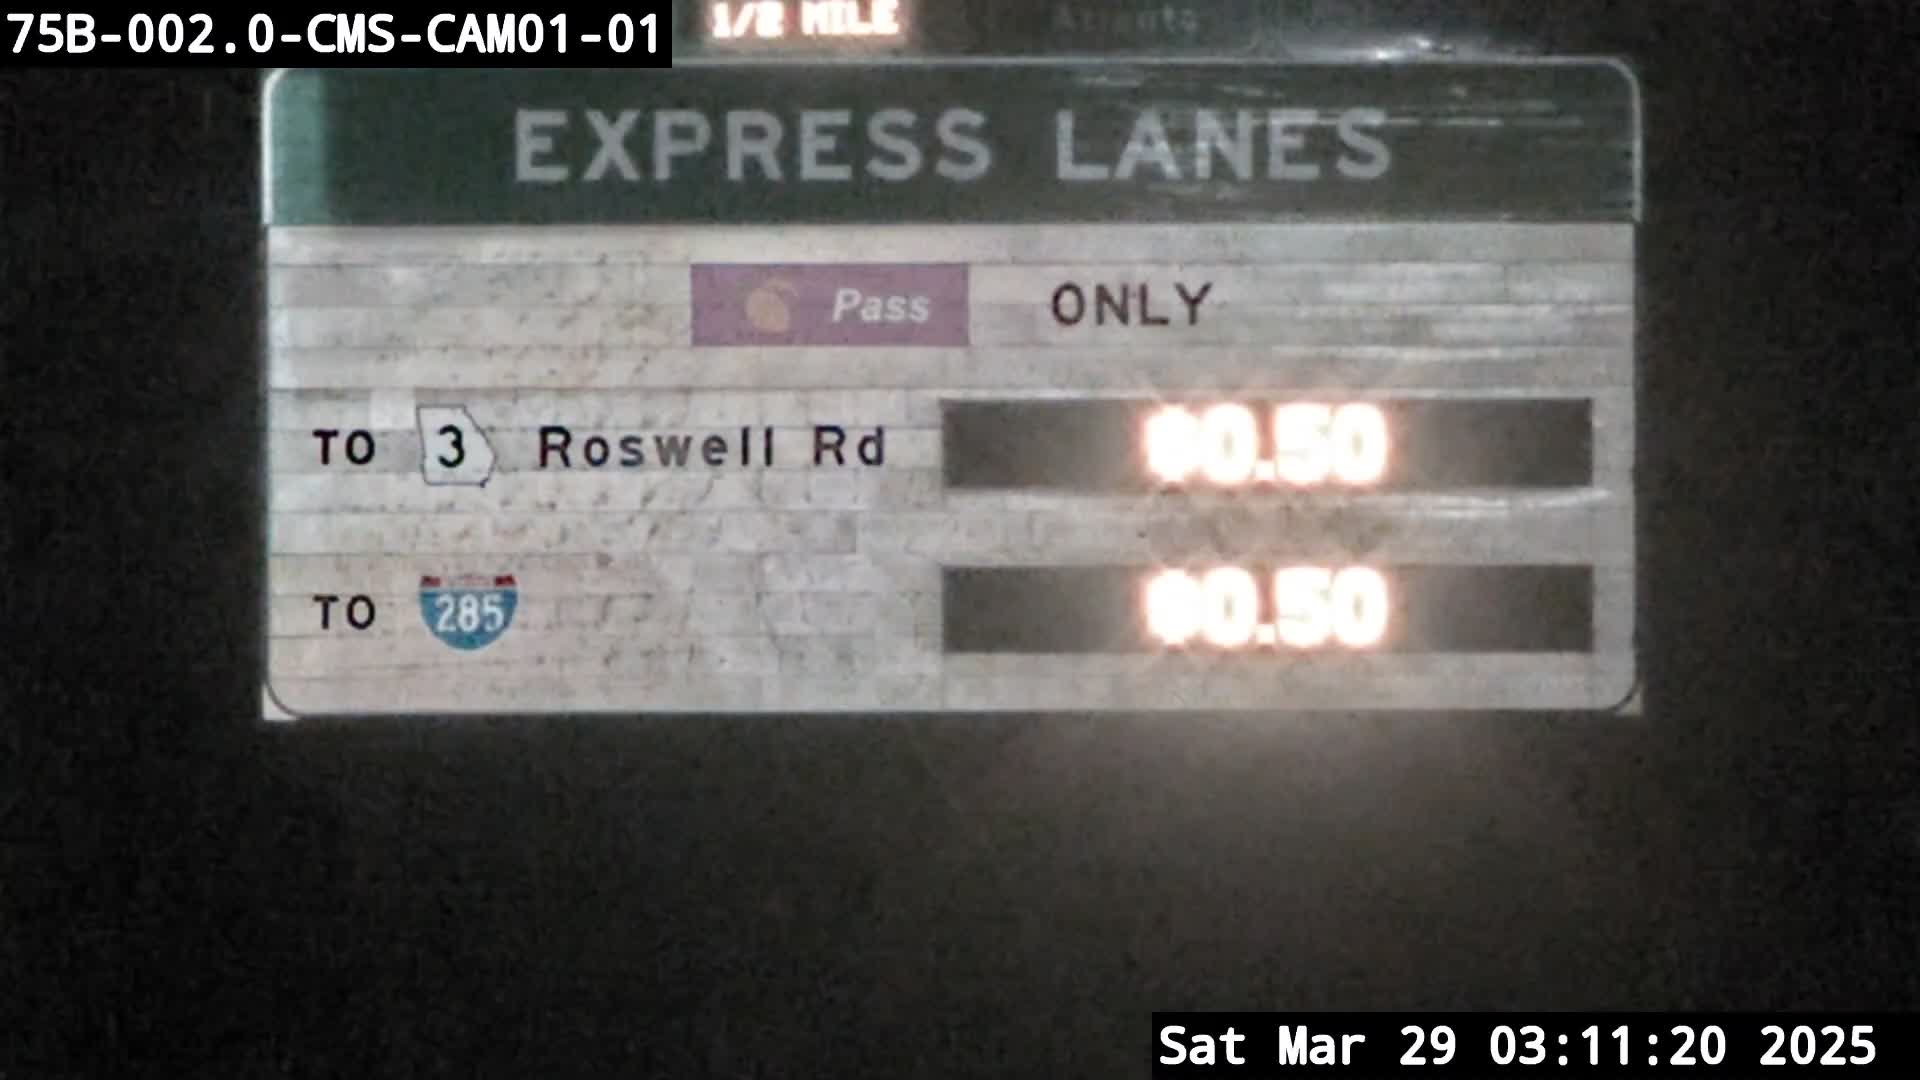 75B-002.0-CMS-CAM01-01
1/2 MILE
EXPRESS LANES
Pass ONLY
TO 3 Roswell Rd $0.50
TO 285 $0.50
Sat Mar 29 03:11:20 2025